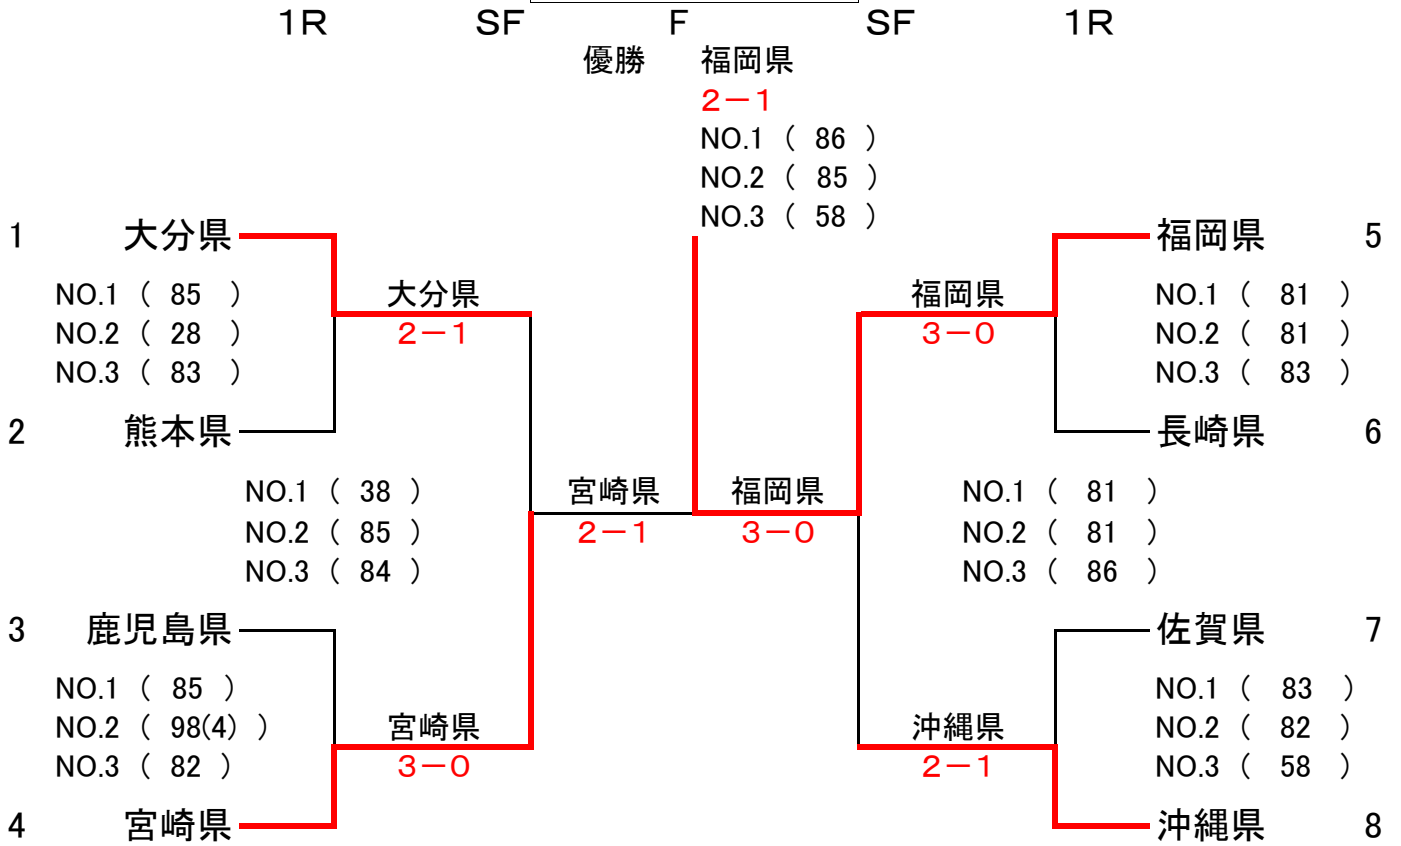 1R SF F SF 1R
優勝 福岡県
2－1
NO.1 ( 86 )
NO.2 ( 85 )
NO.3 ( 58 )
1 大分県 福岡県 5
NO.1 ( 85 ) 大分県 福岡県 NO.1 ( 81 )
NO.2 ( 28 ) 2－1 3－0 NO.2 ( 81 )
NO.3 ( 83 ) NO.3 ( 83 )
2 熊本県 長崎県 6
NO.1 ( 38 ) 宮崎県 福岡県 NO.1 ( 81 )
NO.2 ( 85 ) 2－1 3－0 NO.2 ( 81 )
NO.3 ( 84 ) NO.3 ( 86 )
3 鹿児島県 佐賀県 7
NO.1 ( 85 ) NO.1 ( 83 )
NO.2 ( 98(4) ) 宮崎県 沖縄県 NO.2 ( 82 )
NO.3 ( 82 ) 3－0 2－1 NO.3 ( 58 )
4 宮崎県 沖縄県 8